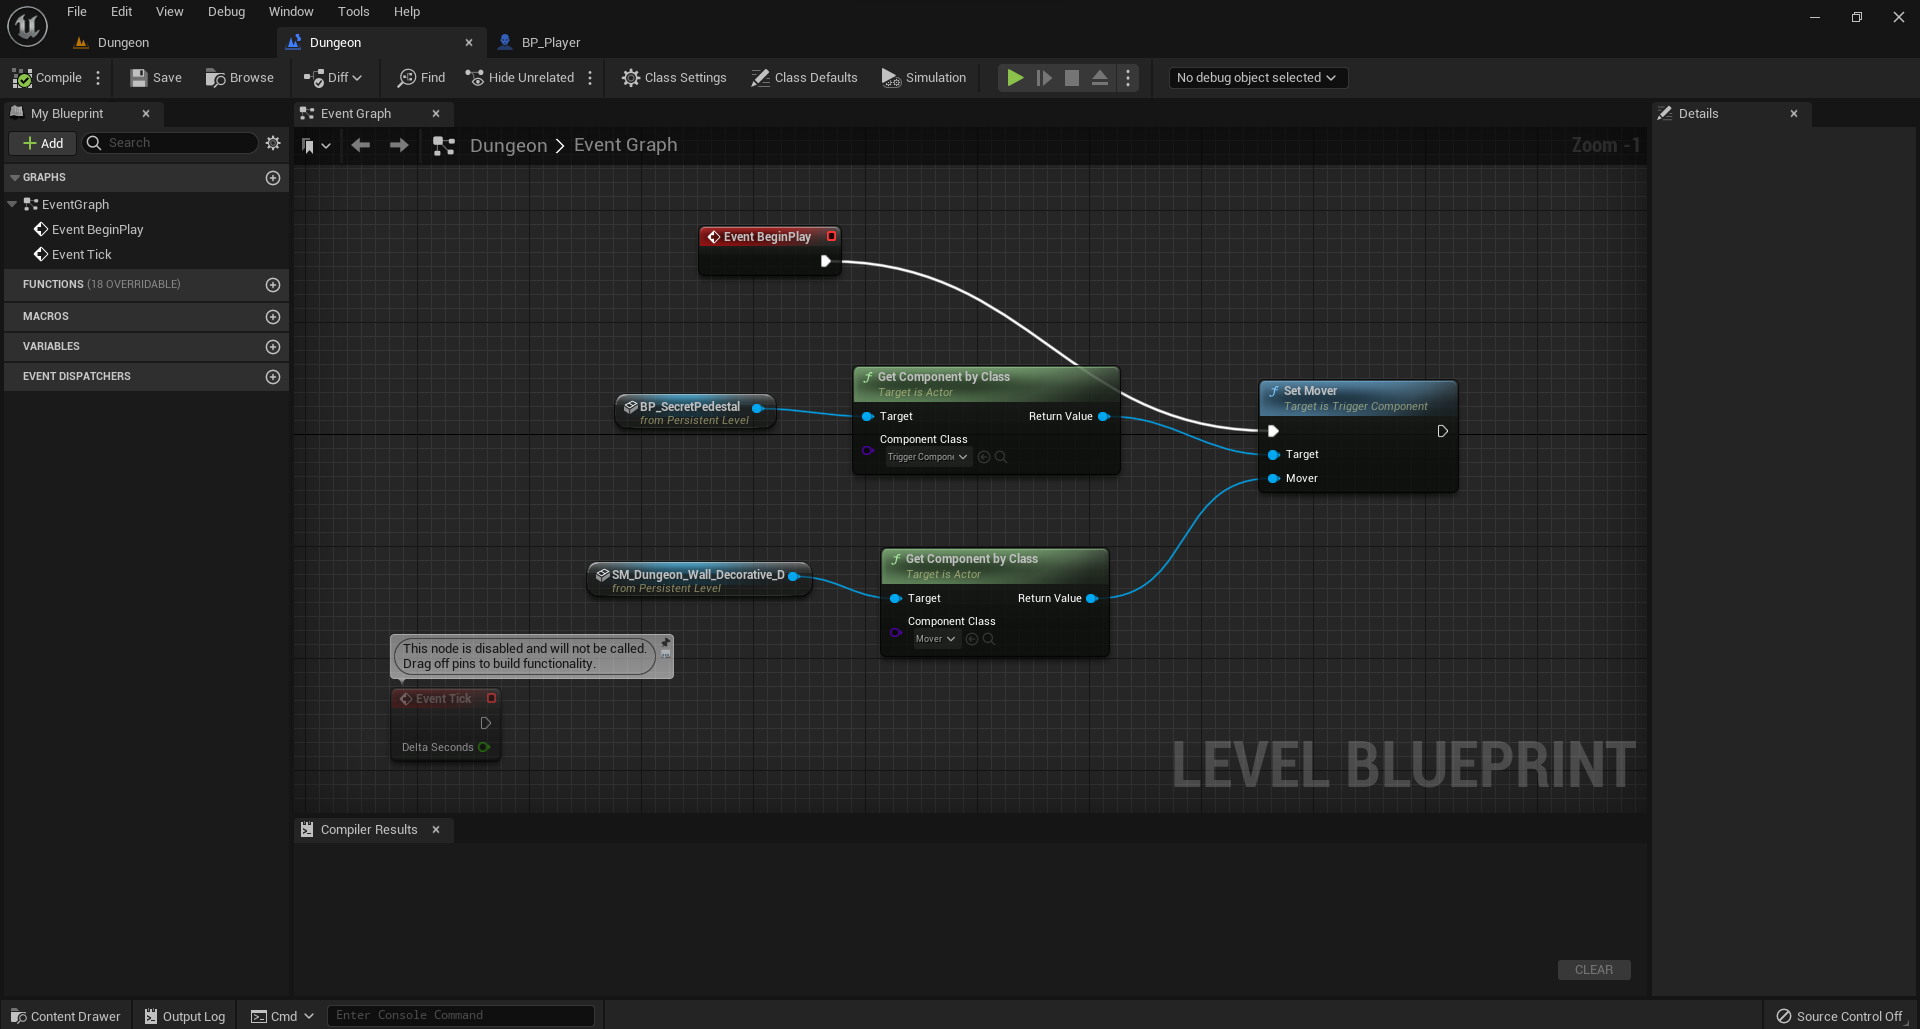 File Edit View Debug Window Tools Help
Dungeon Dungeon BP_Player
Compile Save Browse Diff Find Hide Unrelated Class Settings Class Defaults Simulation No debug object selected
My Blueprint Event Graph Details
Add Search
Dungeon > Event Graph Zoom -1
GRAPHS
EventGraph
Event BeginPlay
Event Tick
FUNCTIONS (18 OVERRIDABLE)
MACROS
VARIABLES
EVENT DISPATCHERS
Event BeginPlay
Get Component by Class
Target is Actor
Target Return Value
Component Class
Trigger Compone
BP_SecretPedestal
from Persistent Level
Set Mover
Target is Trigger Component
Target
Mover
Get Component by Class
Target is Actor
Target Return Value
Component Class
Mover
SM_Dungeon_Wall_Decorative_D
from Persistent Level
This node is disabled and will not be called.
Drag off pins to build functionality.
Event Tick
Delta Seconds
LEVEL BLUEPRINT
Compiler Results
CLEAR
Content Drawer Output Log Cmd Enter Console Command Source Control Off